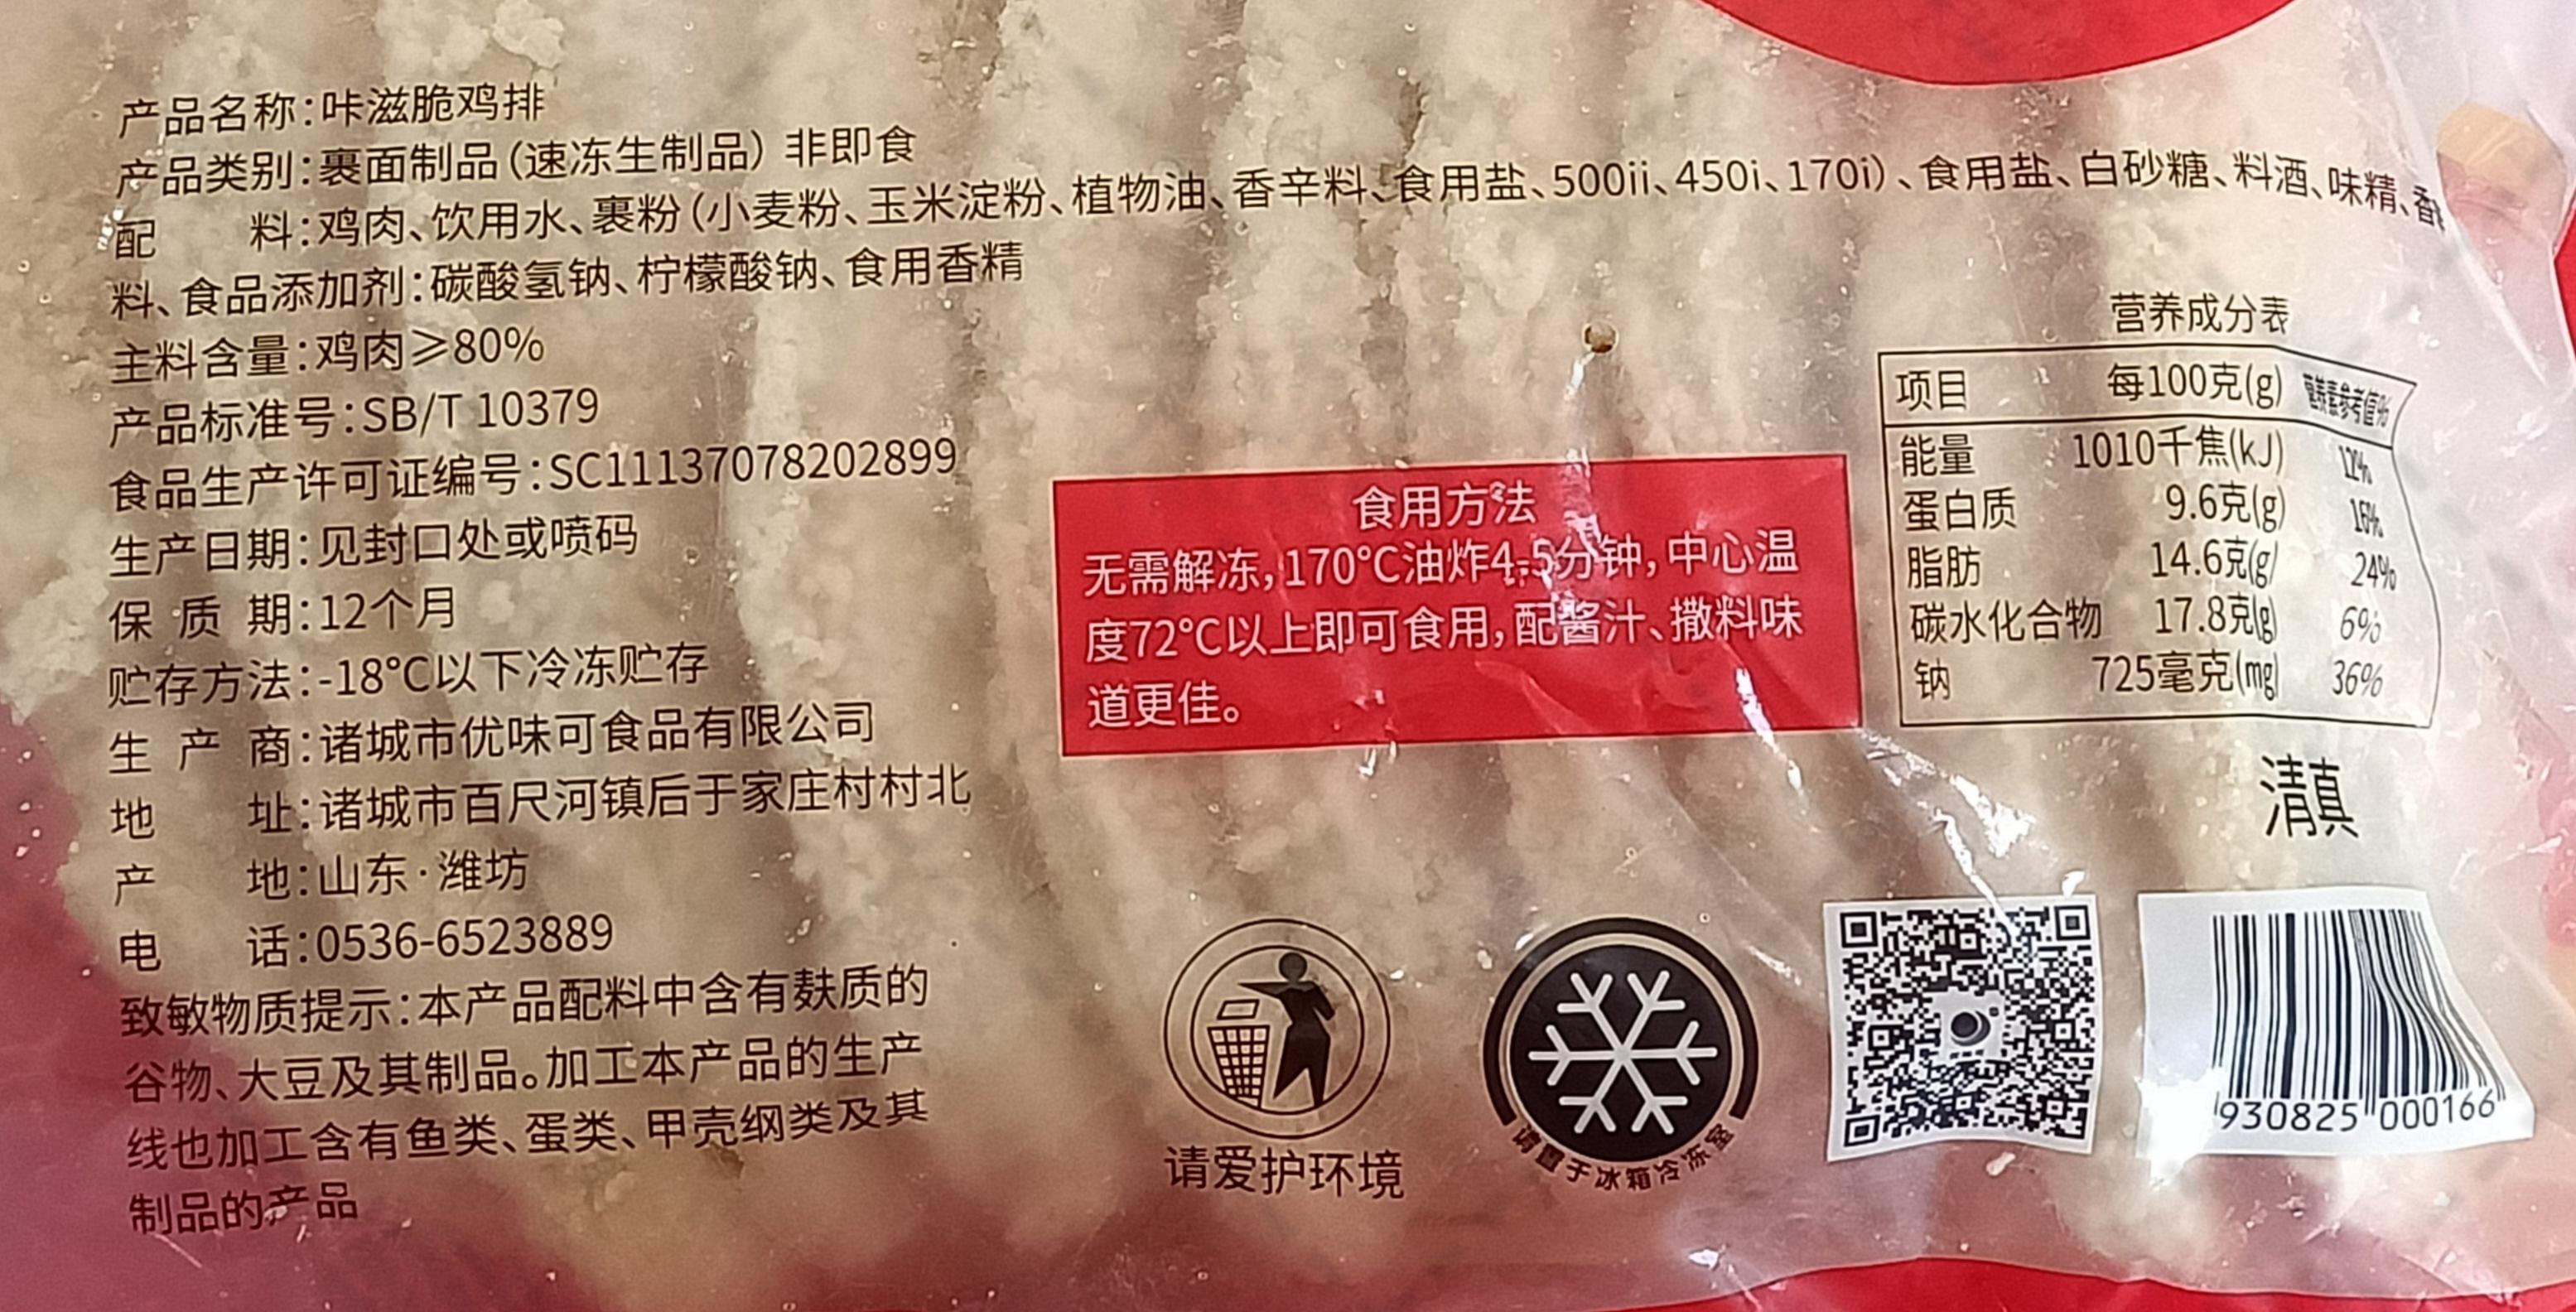 产品名称:咔滋脆鸡排
产品类别:裹面制品(速冻生制品) 非即食
配 料:鸡肉、饮用水、裹粉(小麦粉、玉米淀粉、植物油、香辛料、食用盐、500ii、450i、170i)、食用盐、白砂糖、料酒、味精、香
料、食品添加剂:碳酸氢钠、柠檬酸钠、食用香精
主料含量:鸡肉≥80%
产品标准号:SB/T 10379
食品生产许可证编号:SC11137078202899
生产日期:见封口处或喷码
保 质 期:12个月
贮存方法:-18℃以下冷冻贮存
生 产 商:诸城市优味可食品有限公司
地 址:诸城市百尺河镇后于家庄村村北
产 地:山东·潍坊
电 话:0536-6523889
致敏物质提示:本产品配料中含有麸质的
谷物、大豆及其制品。加工本产品的生产
线也加工含有鱼类、蛋类、甲壳纲类及其
制品的产品
食用方法
无需解冻,170℃油炸4-5分钟,中心温
度72℃以上即可食用,配酱汁、撒料味
道更佳。
营养成分表
项目 每100克(g) 营养素参考值%
能量 1010千焦(kJ) 12%
蛋白质 9.6克(g) 16%
脂肪 14.6克(g) 24%
碳水化合物 17.8克(g) 6%
钠 725毫克(mg) 36%
清真
请爱护环境
请置于冰箱冷冻室
930825 000166